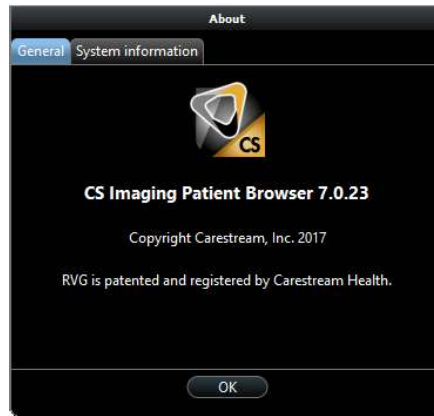 About
General System information
CS
CS Imaging Patient Browser 7.0.23
Copyright Carestream, Inc. 2017
RVG is patented and registered by Carestream Health.
OK